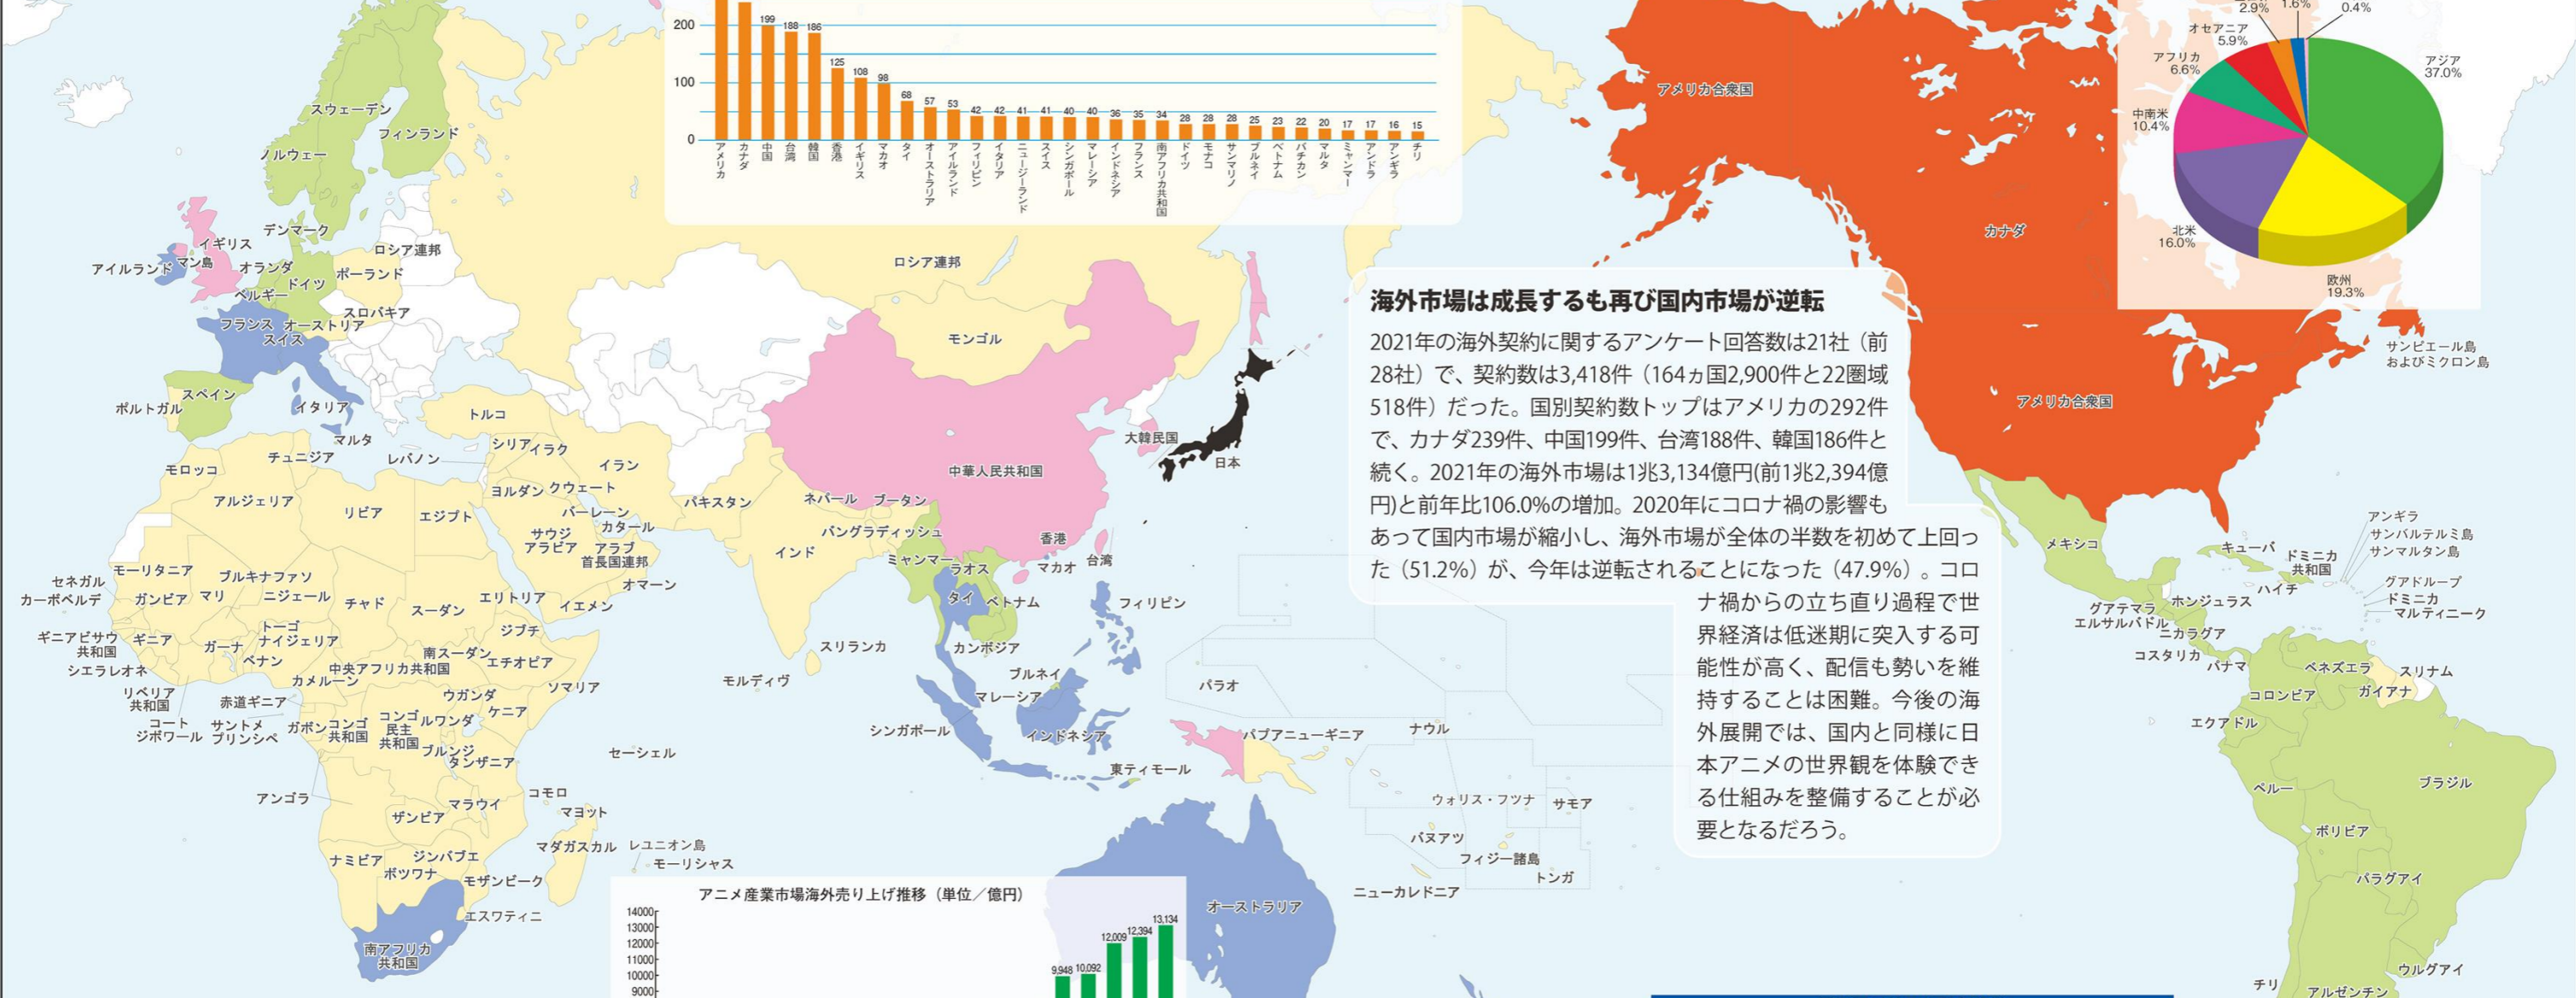 200
100
0
199
188
186
125
108
98
68
57
53
42
42
41
41
40
40
36
35
34
28
28
28
25
23
22
20
17
17
16
15
アメリカ
カナダ
中国
台湾
韓国
香港
イギリス
マカオ
タイ
オーストラリア
アイルランド
フィリピン
イタリア
ニュージーランド
スイス
シンガポール
マレーシア
インドネシア
フランス
南アフリカ共和国
ドイツ
モナコ
サンマリノ
ブルネイ
ベトナム
バチカン
マルタ
ミャンマー
アンドラ
アンギラ
チリ
2.9%
1.6%
0.4%
オセアニア
5.9%
アフリカ
6.6%
中南米
10.4%
北米
16.0%
欧州
19.3%
アジア
37.0%
海外市場は成長するも再び国内市場が逆転
2021年の海外契約に関するアンケート回答数は21社（前
28社）で、契約数は3,418件（164ヵ国2,900件と22圏域
518件）だった。国別契約数トップはアメリカの292件
で、カナダ239件、中国199件、台湾188件、韓国186件と
続く。2021年の海外市場は1兆3,134億円(前1兆2,394億
円)と前年比106.0%の増加。2020年にコロナ禍の影響も
あって国内市場が縮小し、海外市場が全体の半数を初めて上回っ
た（51.2%）が、今年は逆転されることになった（47.9%）。コロ
ナ禍からの立ち直り過程で世
界経済は低迷期に突入する可
能性が高く、配信も勢いを維
持することは困難。今後の海
外展開では、国内と同様に日
本アニメの世界観を体験でき
る仕組みを整備することが必
要となるだろう。
スウェーデン
フィンランド
ノルウェー
デンマーク
イギリス
マン島
アイルランド
オランダ
ドイツ
ベルギー
ロシア連邦
ポーランド
スロバキア
フランス
オーストリア
スイス
スペイン
ポルトガル
イタリア
マルタ
ロシア連邦
モンゴル
中華人民共和国
大韓民国
日本
香港
マカオ
台湾
トルコ
シリア
イラク
レバノン
イラン
ヨルダン
クウェート
バーレーン
カタール
サウジ
アラビア
アラブ
首長国連邦
オマーン
イエメン
パキスタン
ネパール
ブータン
バングラディッシュ
インド
スリランカ
モルディヴ
ミャンマー
ラオス
タイ
ベトナム
カンボジア
フィリピン
ブルネイ
マレーシア
シンガポール
インドネシア
東ティモール
パラオ
パプアニューギニア
ナウル
ウォリス・フツナ
サモア
バヌアツ
フィジー諸島
トンガ
ニューカレドニア
オーストラリア
モロッコ
チュニジア
アルジェリア
リビア
エジプト
セネガル
カーボベルデ
モーリタニア
ガンビア
マリ
ブルキナファソ
ニジェール
チャド
スーダン
エリトリア
ジブチ
ギニアビサウ
共和国
ギニア
シエラレオネ
ガーナ
トーゴ
ナイジェリア
ベナン
中央アフリカ共和国
カメルーン
南スーダン
エチオピア
ソマリア
リベリア
共和国
コート
ジボワール
赤道ギニア
サントメ
プリンシペ
ガボン
コンゴ
共和国
コンゴ
民主
共和国
ウガンダ
ルワンダ
ケニア
ブルンジ
タンザニア
セーシェル
アンゴラ
ザンビア
マラウイ
コモロ
マヨット
マダガスカル
レユニオン島
モーリシャス
ナミビア
ジンバブエ
ボツワナ
モザンビーク
エスワティニ
南アフリカ
共和国
アメリカ合衆国
カナダ
アメリカ合衆国
サンピエール島
およびミクロン島
メキシコ
キューバ
ドミニカ
共和国
ハイチ
アンギラ
サンバルテルミ島
サンマルタン島
グアドループ
ドミニカ
マルティニーク
グアテマラ
ホンジュラス
エルサルバドル
ニカラグア
コスタリカ
パナマ
ベネズエラ
スリナム
ガイアナ
コロンビア
エクアドル
ペルー
ブラジル
ボリビア
パラグアイ
ウルグアイ
チリ
アルゼンチン
アニメ産業市場海外売り上げ推移（単位／億円）
14000
13000
12000
11000
10000
9000
9,948
10,092
12,009
12,394
13,134